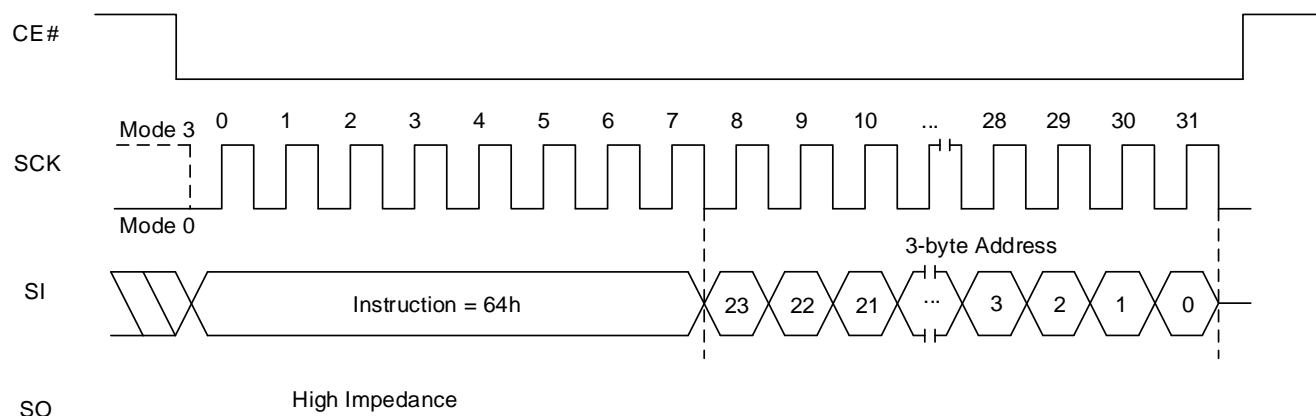 CE#
Mode 3
0 1 2 3 4 5 6 7 8 9 10 ... 28 29 30 31
SCK
Mode 0
3-byte Address
SI
Instruction = 64h
23 22 21 ... 3 2 1 0
High Impedance
SO